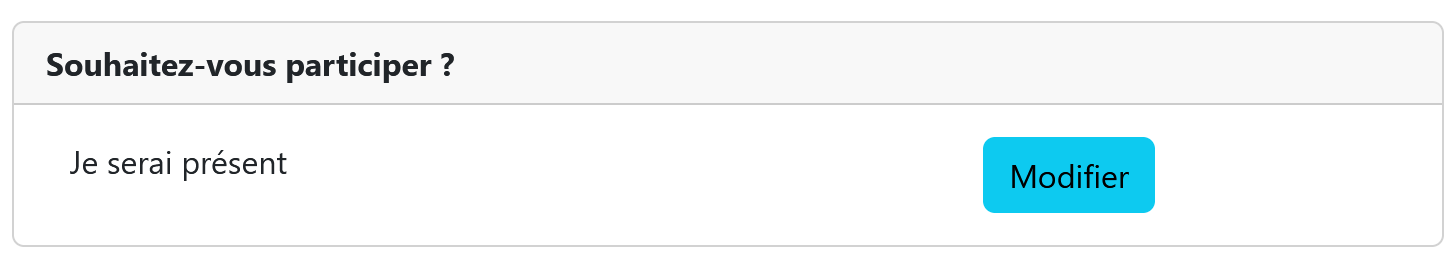 Souhaitez-vous participer ?
Je serai présent
Modifier